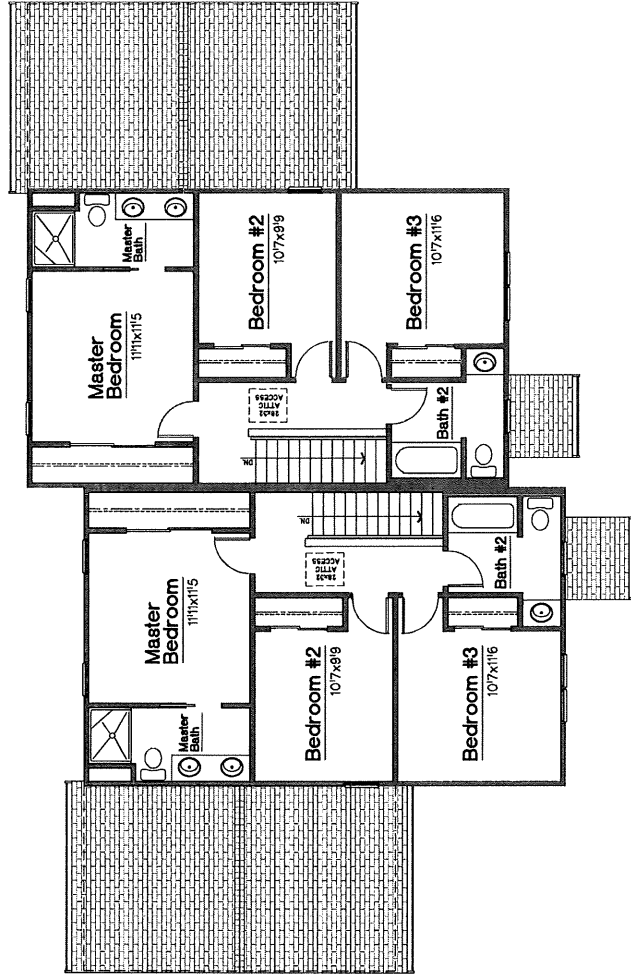 Master
Bath
Bedroom #2
10'7x9'9
Bedroom #3
10'7x11'6
Master
Bedroom
11'11x11'5
28x32
ATTIC
ACCESS
Bath #2
DN.
DN.
28x32
ATTIC
ACCESS
Bath #2
Master
Bedroom
11'11x11'5
Bedroom #2
10'7x9'9
Bedroom #3
10'7x11'6
Master
Bath